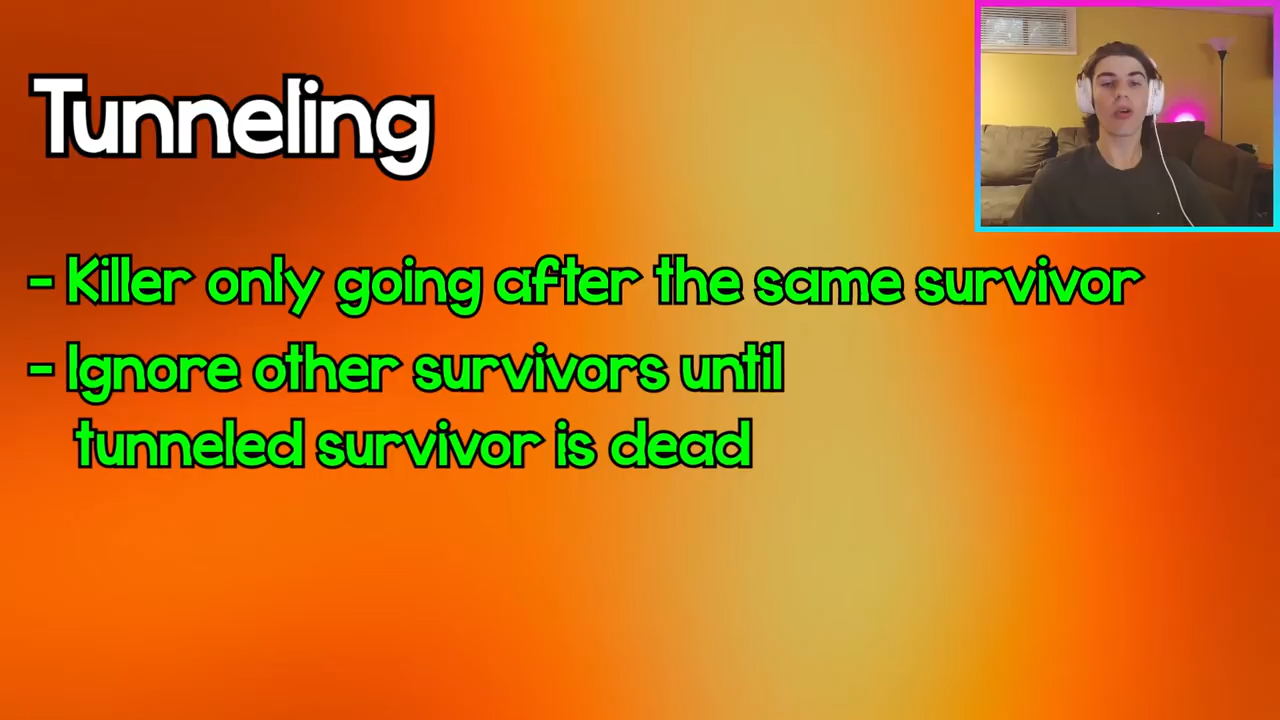 Tunneling
- Killer only going after the same survivor
- Ignore other survivors until
tunneled survivor is dead